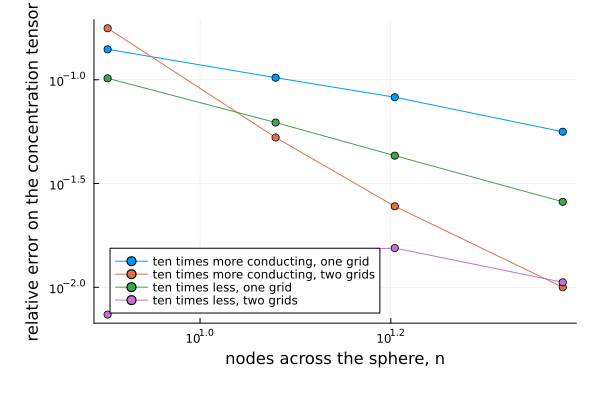 relative error on the concentration tensor
10^-1.0
10^-1.5
10^-2.0
ten times more conducting, one grid
ten times more conducting, two grids
ten times less, one grid
ten times less, two grids
10^1.0
10^1.2
nodes across the sphere, n